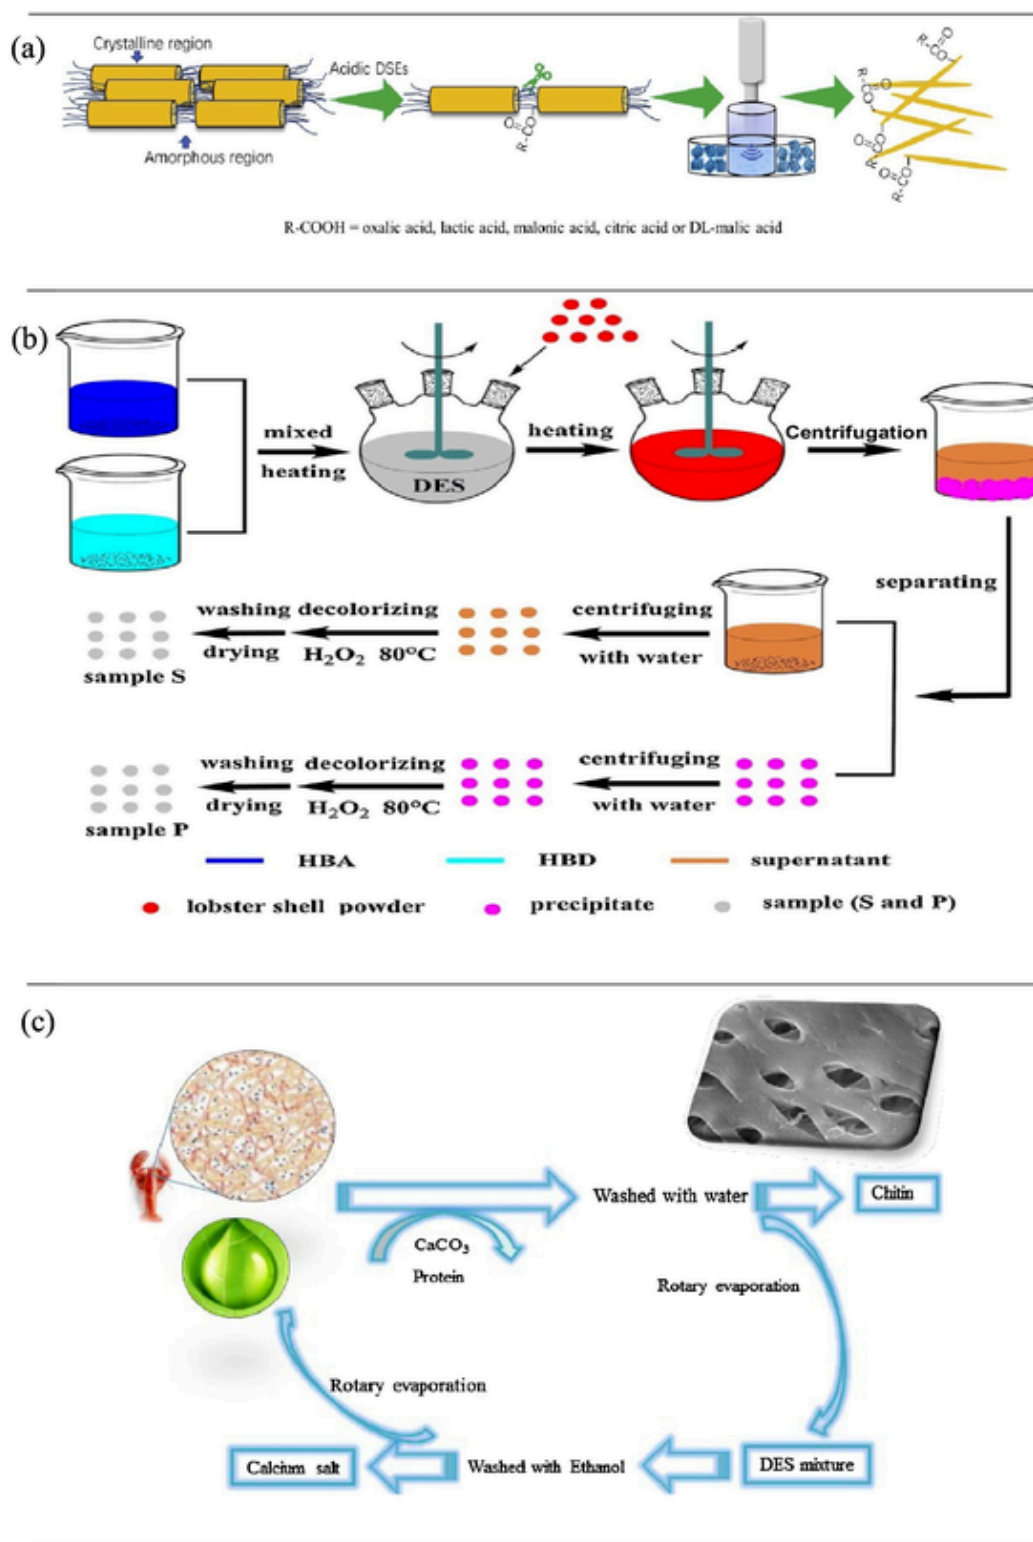 (a)
Crystalline region
Acidic DSEs
Amorphous region
R-COOH = oxalic acid, lactic acid, malonic acid, citric acid or DL-malic acid
(b)
mixed
heating
DES
heating
Centrifugation
separating
washing decolorizing
drying H₂O₂ 80°C
centrifuging
with water
sample S
washing decolorizing
drying H₂O₂ 80°C
centrifuging
with water
sample P
HBA HBD supernatant
lobster shell powder precipitate sample (S and P)
(c)
Washed with water
Chitin
CaCO₃
Protein
Rotary evaporation
Rotary evaporation
Calcium salt
Washed with Ethanol
DES mixture